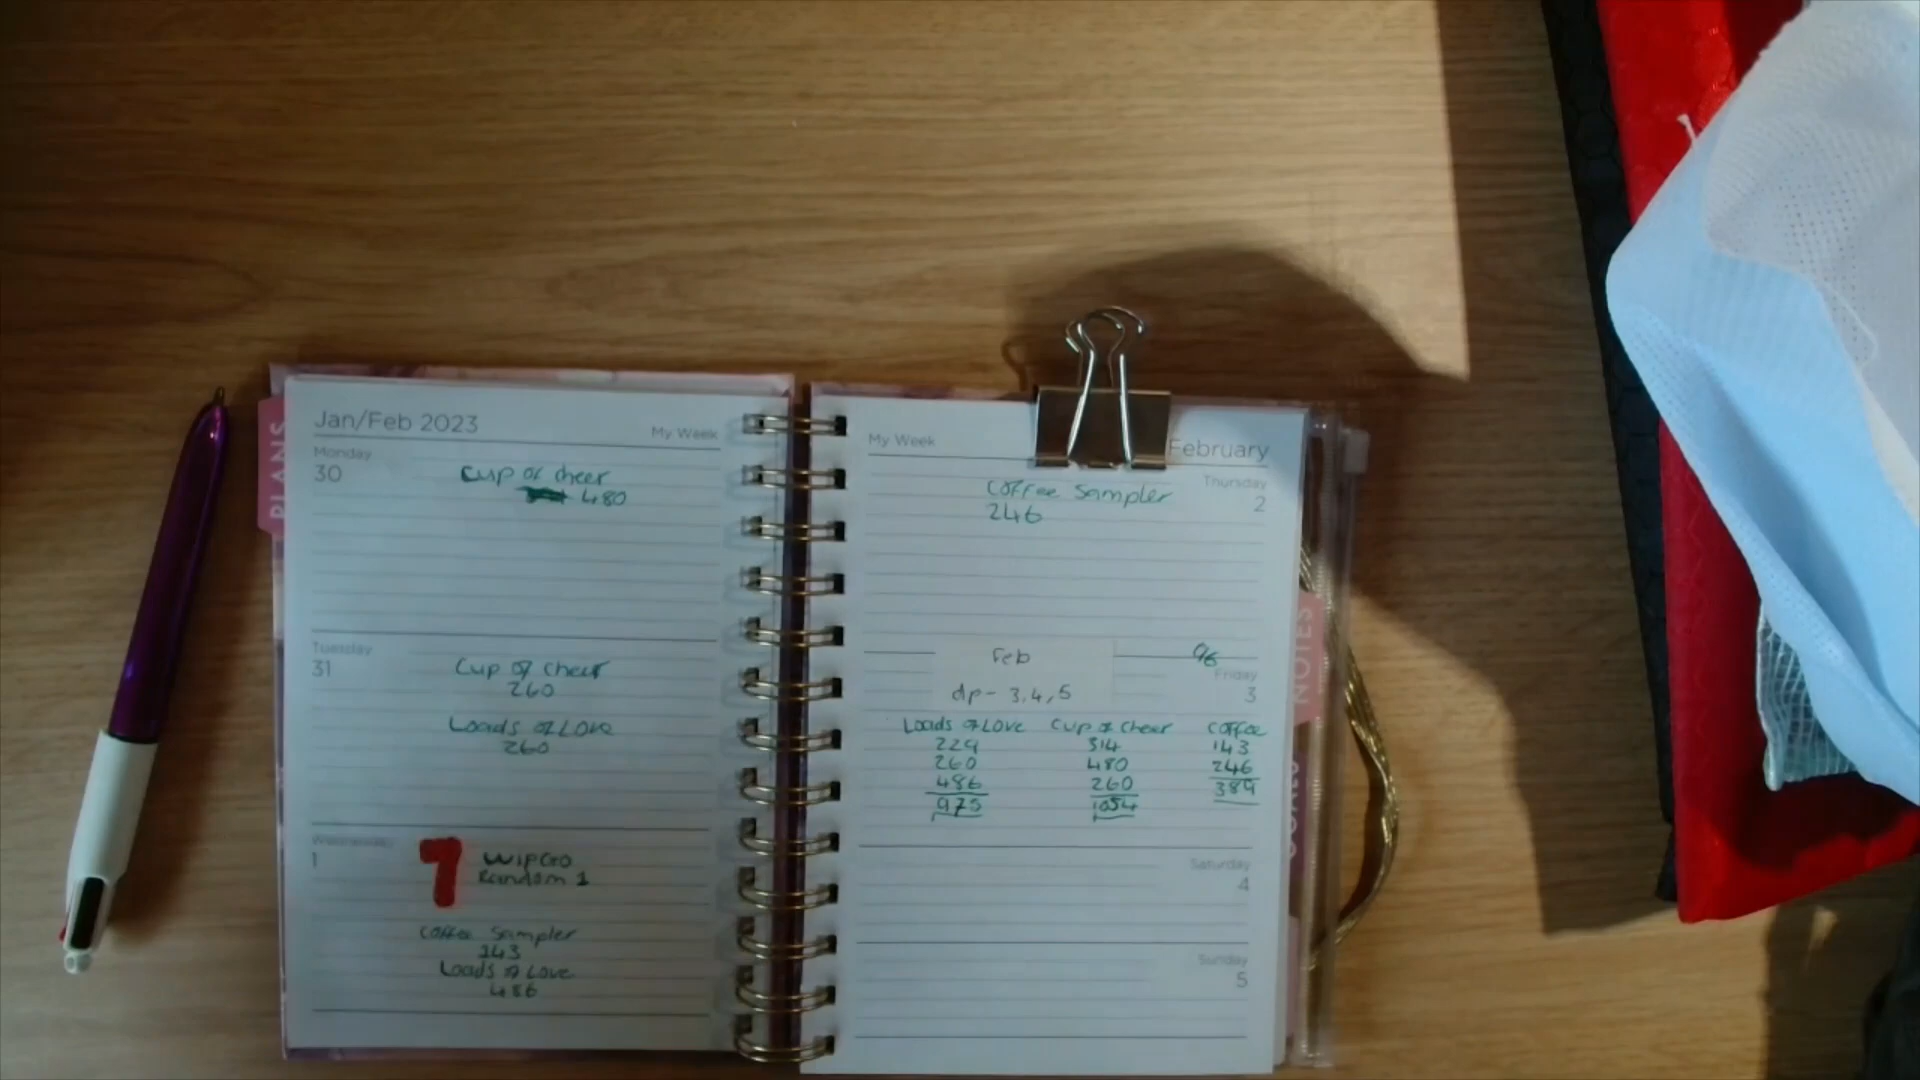 PLANS
Jan/Feb 2023
My Week
Monday
30
Cup of Cheer
480
Tuesday
31
Cup of Cheer
260
Loads of Love
260
Wednesday
1
7
WIPGO
Random 1
Coffee Sampler
143
Loads of Love
486
My Week
February
Thursday
2
Coffee Sampler
246
Feb
dp - 3,4,5
Friday
3
Loads of Love Cup of Cheer Coffee
229 314 143
260 480 246
486 260 389
975 1054
Saturday
4
Sunday
5
NOTES